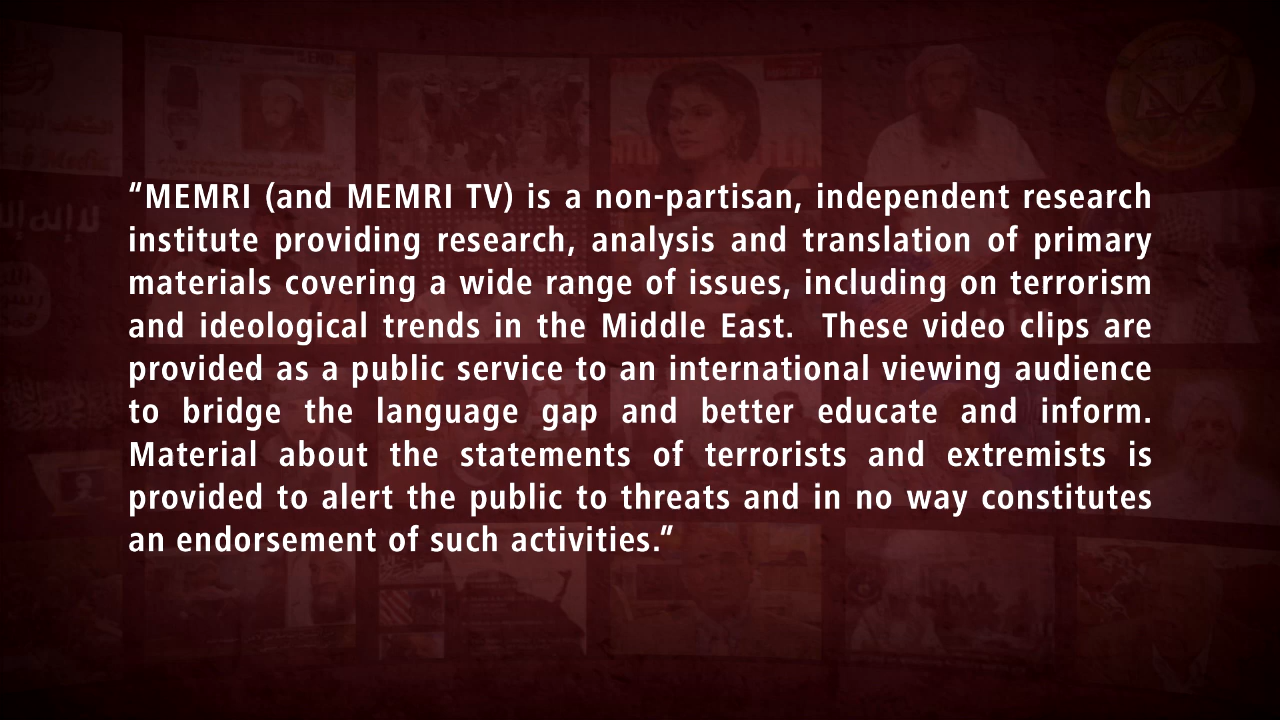 “MEMRI (and MEMRI TV) is a non-partisan, independent research
institute providing research, analysis and translation of primary
materials covering a wide range of issues, including on terrorism
and ideological trends in the Middle East. These video clips are
provided as a public service to an international viewing audience
to bridge the language gap and better educate and inform.
Material about the statements of terrorists and extremists is
provided to alert the public to threats and in no way constitutes
an endorsement of such activities.”